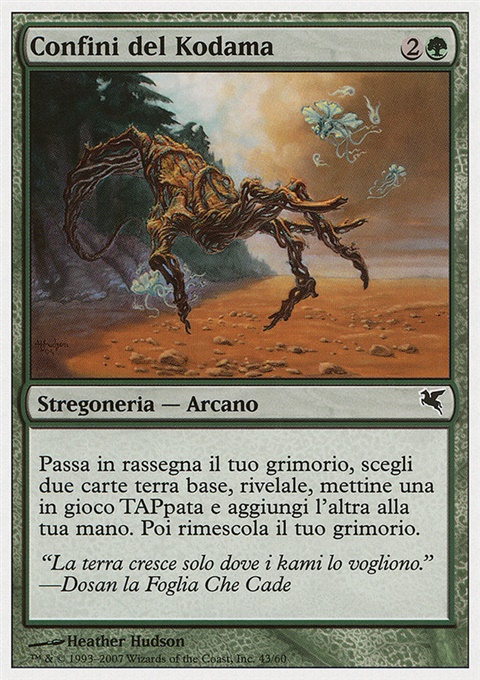 Confini del Kodama
2
Stregoneria — Arcano
Passa in rassegna il tuo grimorio, scegli
due carte terra base, rivelale, mettine una
in gioco TAPpata e aggiungi l'altra alla
tua mano. Poi rimescola il tuo grimorio.
“La terra cresce solo dove i kami lo vogliono.”
—Dosan la Foglia Che Cade
Heather Hudson
™ & © 1993–2007 Wizards of the Coast, Inc. 43/60